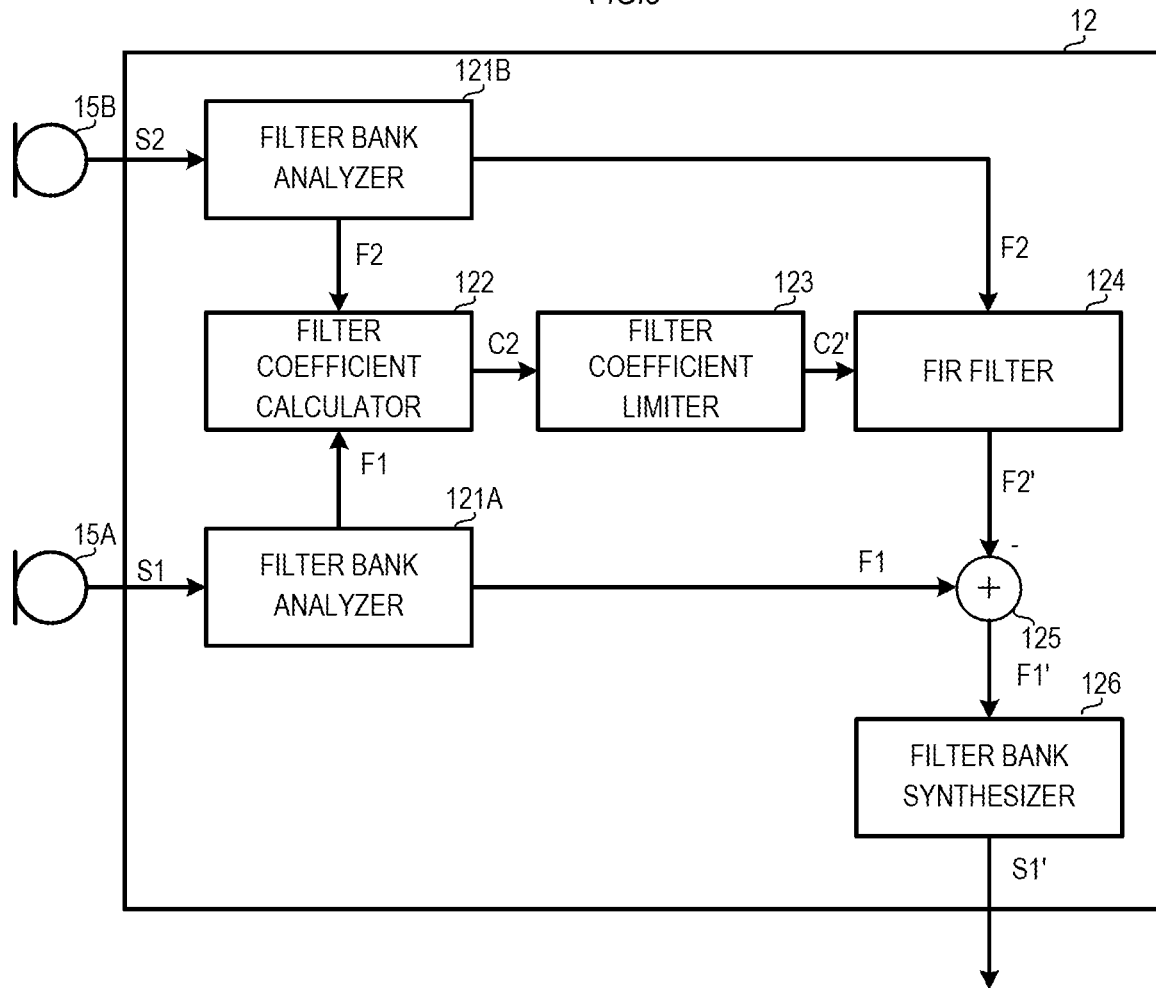 12
121B
15B
S2
FILTER BANK
ANALYZER
F2
F2
122
123
124
FILTER
COEFFICIENT
CALCULATOR
C2
FILTER
COEFFICIENT
LIMITER
C2'
FIR FILTER
F1
F2'
121A
15A
S1
FILTER BANK
ANALYZER
F1
-
+
125
F1'
126
FILTER BANK
SYNTHESIZER
S1'